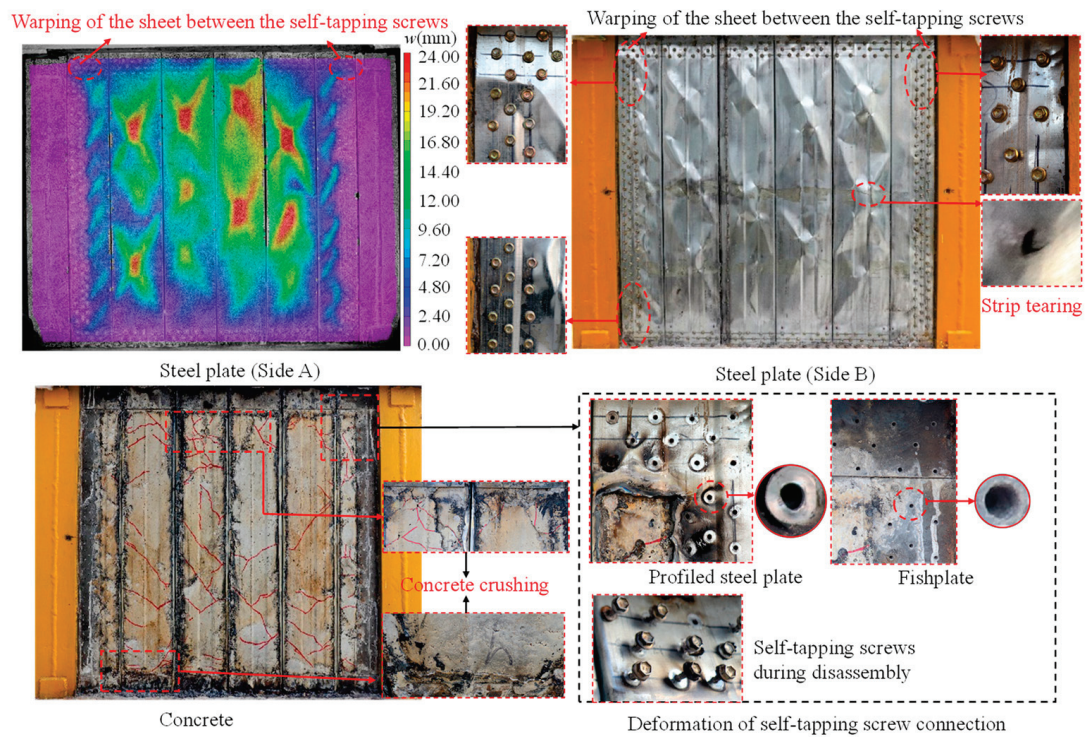 Warping of the sheet between the self-tapping screws
w(mm)
24.00
21.60
19.20
16.80
14.40
12.00
9.60
7.20
4.80
2.40
0.00
Steel plate (Side A)
Warping of the sheet between the self-tapping screws
Strip tearing
Steel plate (Side B)
Concrete crushing
Concrete
Profiled steel plate
Fishplate
Self-tapping screws
during disassembly
Deformation of self-tapping screw connection